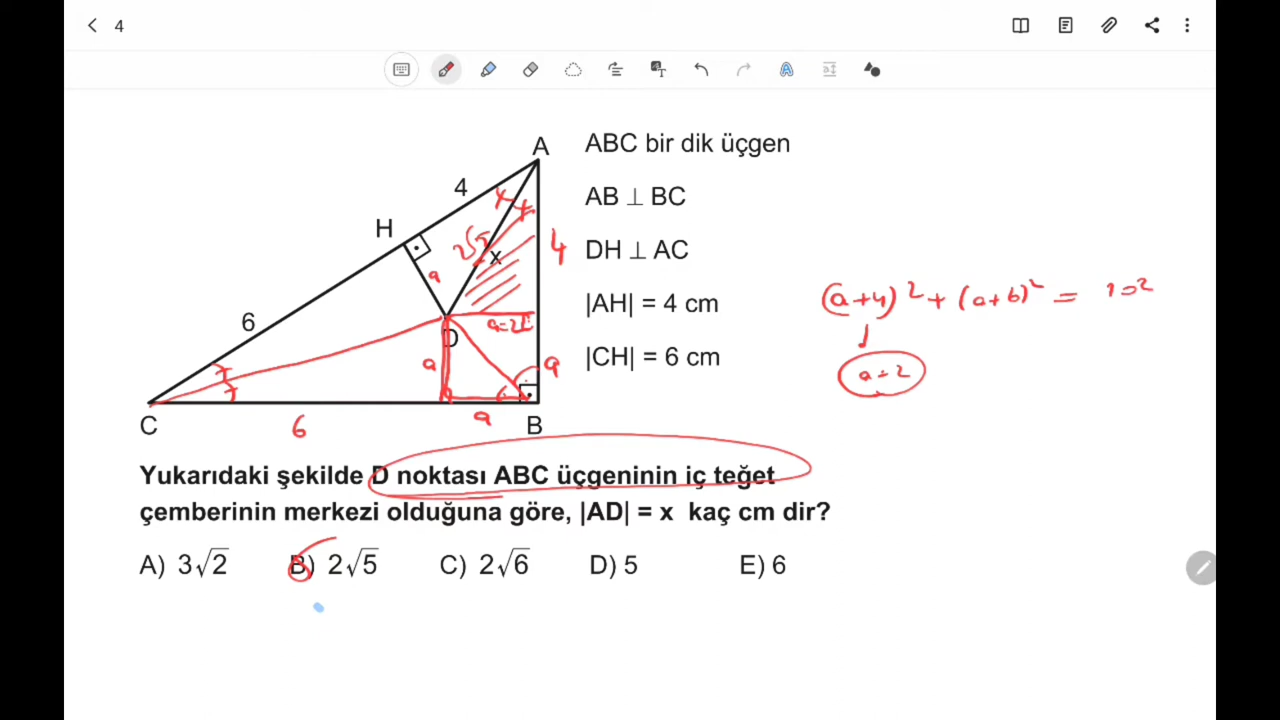 4
A
ABC bir dik üçgen
4
AB ⊥ BC
H
DH ⊥ AC
4
x
a
|AH| = 4 cm
(a+4)² + (a+6)² = 10²
6
a=2
D
|CH| = 6 cm
a
a
a=2
C
6
a
B
Yukarıdaki şekilde D noktası ABC üçgeninin iç teğet
çemberinin merkezi olduğuna göre, |AD| = x kaç cm dir?
A) 3√2 B) 2√5 C) 2√6 D) 5 E) 6